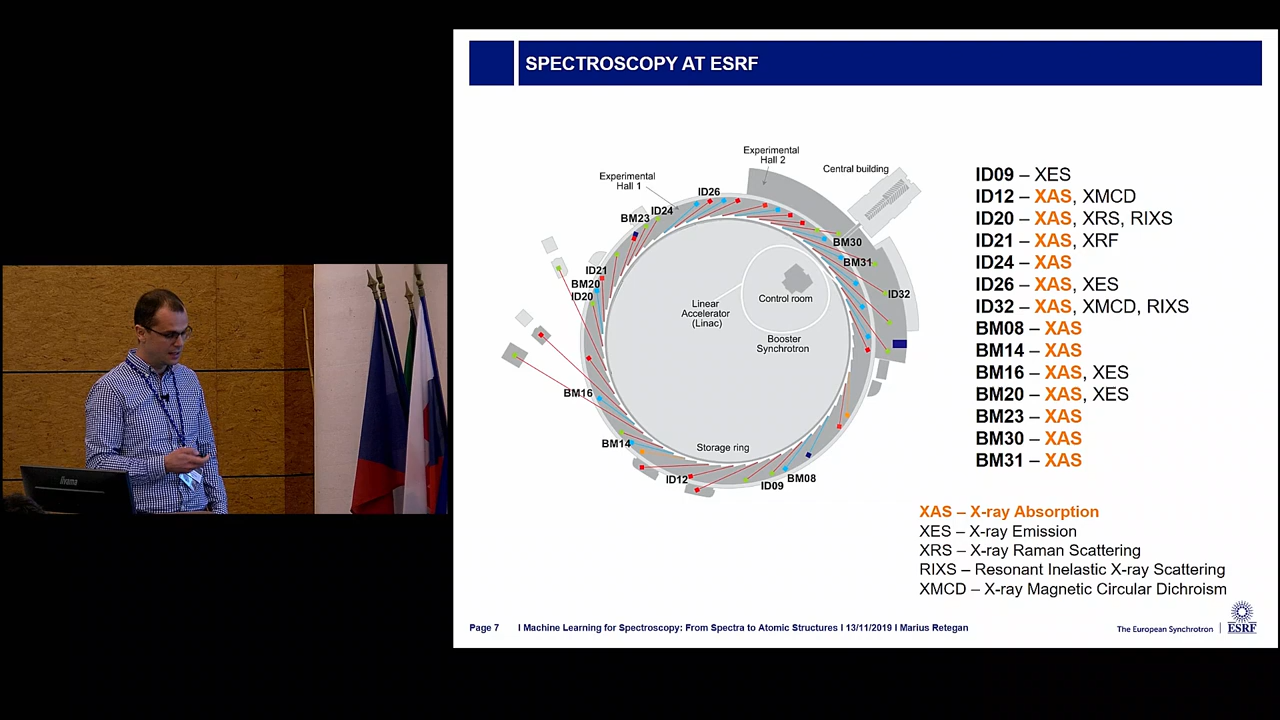 SPECTROSCOPY AT ESRF
Experimental
Hall 2
Central building
Experimental
Hall 1
ID26
ID24
BM23
BM30
BM31
ID21
BM20
ID20
ID32
Control room
Linear
Accelerator
(Linac)
Booster
Synchrotron
BM16
BM14
Storage ring
ID12
ID09
BM08
ID09 – XES
ID12 – XAS, XMCD
ID20 – XAS, XRS, RIXS
ID21 – XAS, XRF
ID24 – XAS
ID26 – XAS, XES
ID32 – XAS, XMCD, RIXS
BM08 – XAS
BM14 – XAS
BM16 – XAS, XES
BM20 – XAS, XES
BM23 – XAS
BM30 – XAS
BM31 – XAS
XAS – X-ray Absorption
XES – X-ray Emission
XRS – X-ray Raman Scattering
RIXS – Resonant Inelastic X-ray Scattering
XMCD – X-ray Magnetic Circular Dichroism
Page 7 I Machine Learning for Spectroscopy: From Spectra to Atomic Structures I 13/11/2019 I Marius Retegan
The European Synchrotron | ESRF
iiyama